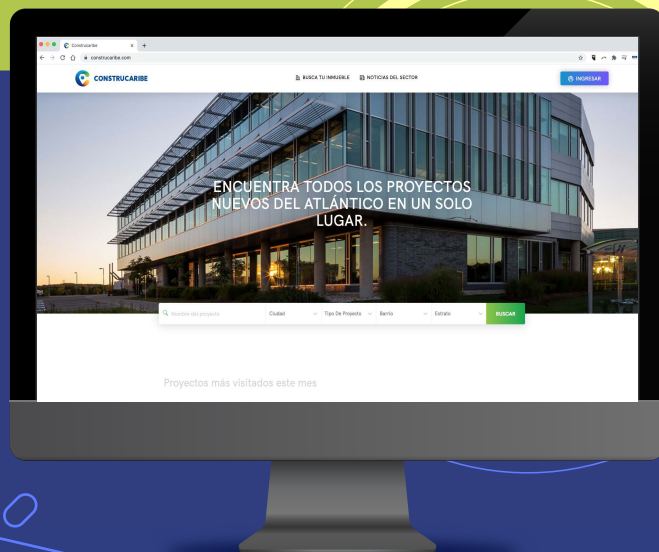 Construcaribe
construcaribe.com
CONSTRUCARIBE
BUSCA TU INMUEBLE
NOTICIAS DEL SECTOR
INGRESAR
ENCUENTRA TODOS LOS PROYECTOS
NUEVOS DEL ATLÁNTICO EN UN SOLO
LUGAR.
Nombre del proyecto
Ciudad
Tipo De Proyecto
Barrio
Estrato
BUSCAR
Proyectos más visitados este mes